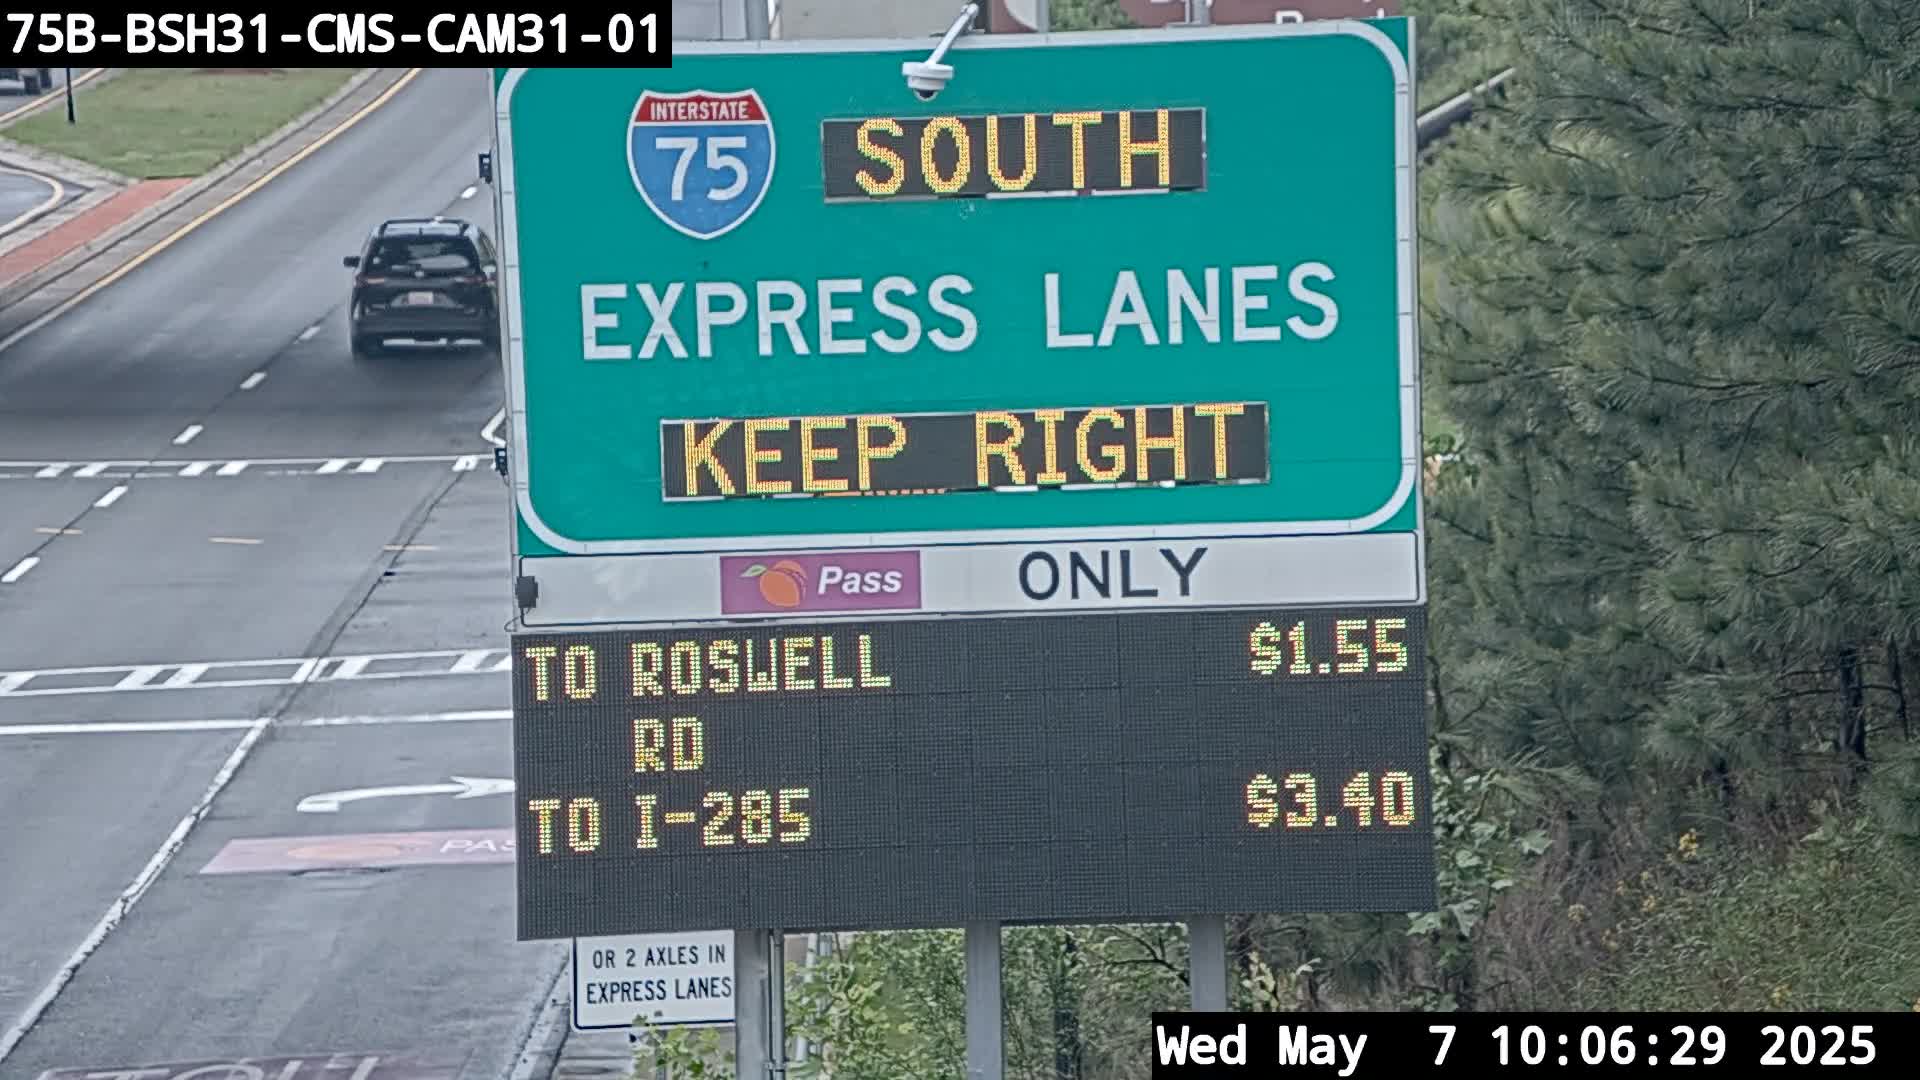 75B-BSH31-CMS-CAM31-01
INTERSTATE
75
SOUTH
EXPRESS LANES
KEEP RIGHT
Pass ONLY
TO ROSWELL $1.55
RD
TO I-285 $3.40
OR 2 AXLES IN
EXPRESS LANES
TOLL
Wed May 7 10:06:29 2025